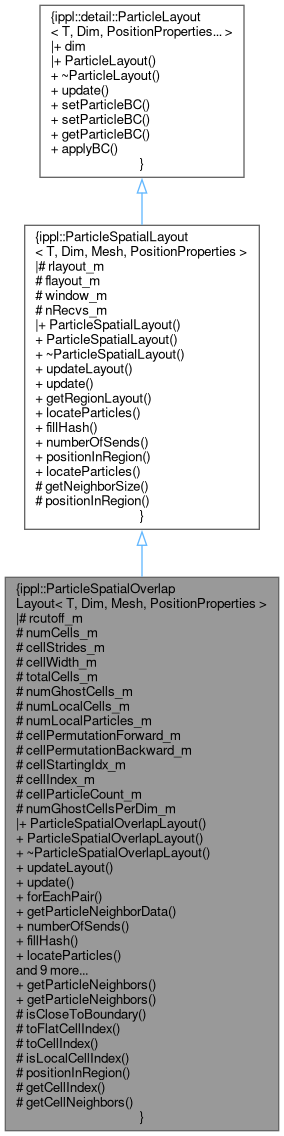 {ippl::detail::ParticleLayout
< T, Dim, PositionProperties... >
|+ dim
|+ ParticleLayout()
+ ~ParticleLayout()
+ update()
+ setParticleBC()
+ setParticleBC()
+ getParticleBC()
+ applyBC()
}
{ippl::ParticleSpatialLayout
< T, Dim, Mesh, PositionProperties >
|# rlayout_m
# flayout_m
# window_m
# nRecvs_m
|+ ParticleSpatialLayout()
+ ParticleSpatialLayout()
+ ~ParticleSpatialLayout()
+ updateLayout()
+ update()
+ getRegionLayout()
+ locateParticles()
+ fillHash()
+ numberOfSends()
+ positionInRegion()
+ locateParticles()
# getNeighborSize()
# positionInRegion()
}
{ippl::ParticleSpatialOverlap
Layout< T, Dim, Mesh, PositionProperties >
|# rcutoff_m
# numCells_m
# cellStrides_m
# cellWidth_m
# totalCells_m
# numGhostCells_m
# numLocalCells_m
# numLocalParticles_m
# cellPermutationForward_m
# cellPermutationBackward_m
# cellStartingIdx_m
# cellIndex_m
# cellParticleCount_m
# numGhostCellsPerDim_m
|+ ParticleSpatialOverlapLayout()
+ ParticleSpatialOverlapLayout()
+ ~ParticleSpatialOverlapLayout()
+ updateLayout()
+ update()
+ forEachPair()
+ getParticleNeighborData()
+ numberOfSends()
+ fillHash()
+ locateParticles()
and 9 more...
+ getParticleNeighbors()
+ getParticleNeighbors()
# isCloseToBoundary()
# toFlatCellIndex()
# toCellIndex()
# isLocalCellIndex()
# positionInRegion()
# getCellIndex()
# getCellNeighbors()
}